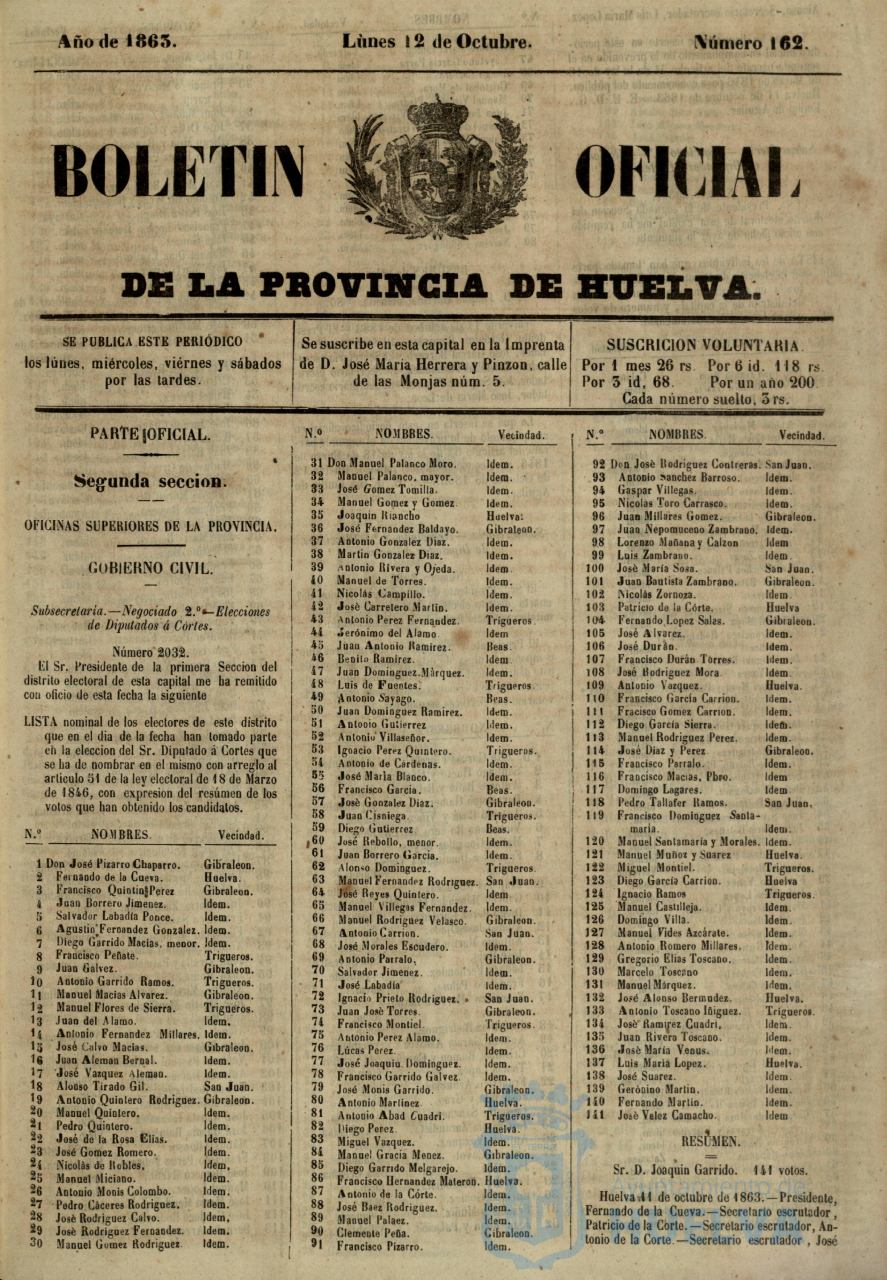 Año de 1863. Lùnes 12 de Octubre. Número 162.
BOLETIN OFICIAL
DE LA PROVINCIA DE HUELVA.
SE PUBLICA ESTE PERIÓDICO
los lúnes, miércoles, viérnes y sábados
por las tardes.
Se suscribe en esta capital en la Imprenta
de D. José María Herrera y Pinzon, calle
de las Monjas núm. 5.
SUSCRICION VOLUNTARIA.
Por 1 mes 26 rs. Por 6 id. 118 rs.
Por 3 id, 68. Por un año 200
Cada número suelto, 3 rs.
PARTE OFICIAL.
Segunda seccion.
OFICINAS SUPERIORES DE LA PROVINCIA.
GOBIERNO CIVIL.
Subsecretaría.—Negociado 2.º—Elecciones
de Diputados á Córtes.
Número 2032.
El Sr. Presidente de la primera Seccion del
distrito electoral de esta capital me ha remitido
con oficio de esta fecha la siguiente
LISTA nominal de los electores de este distrito
que en el dia de la fecha han tomado parte
en la eleccion del Sr. Diputado á Cortes que
se ha de nombrar en el mismo con arreglo al
articulo 51 de la ley electoral de 18 de Marzo
de 1846, con expresion del resúmen de los
votos que han obtenido los candidatos.
N.º NOMBRES. Vecindad.
1 Don José Pizarro Chaparro. Gibraleon.
2 Fernando de la Cueva. Huelva.
3 Francisco Quintin Perez Gibraleon.
4 Juan Borrero Jimenez. Idem.
5 Salvador Labadía Ponce. Idem.
6 Agustin Fernandez Gonzalez. Idem.
7 Diego Garrido Macías, menor. Idem.
8 Francisco Peñate. Trigueros.
9 Juan Galvez. Gibraleon.
10 Antonio Garrido Ramos. Trigueros.
11 Manuel Macias Alvarez. Gibraleon.
12 Manuel Flores de Sierra. Trigueros.
13 Juan del Alamo. Idem.
14 Antonio Fernandez Millares. Idem.
15 José Calvo Macias. Gibraleon.
16 Juan Aleman Bernal. Idem.
17 José Vazquez Aleman. Idem.
18 Alonso Tirado Gil. San Juan.
19 Antonio Quintero Rodriguez. Gibraleon.
20 Manuel Quintero. Idem.
21 Pedro Quintero. Idem.
22 José de la Rosa Elias. Idem.
23 José Gomez Romero. Idem.
24 Nicolás de Robles. Idem.
25 Manuel Miciano. Idem.
26 Antonio Monis Colombo. Idem.
27 Pedro Càceres Rodriguez. Idem.
28 Josè Rodriguez Calvo. Idem.
29 Josè Rodriguez Fernandez. Idem.
30 Manuel Gomez Rodriguez Idem.
N.º NOMBRES. Vecindad.
31 Don Manuel Palanco Moro. Idem.
32 Manuel Palanco, mayor. Idem.
33 José Gomez Tomilla. Idem.
34 Manuel Gomez y Gomez Idem.
35 Joaquin Riancho Huelva.
36 José Fernandez Baldayo. Gibraleon.
37 Antonio Gonzalez Diaz. Idem.
38 Martin Gonzalez Diaz. Idem.
39 Antonio Rivera y Ojeda. Idem.
40 Manuel de Torres. Idem.
41 Nicolás Campillo. Idem.
42 Josè Carretero Martin. Idem.
43 Antonio Perez Fernandez. Trigueros
44 Jerónimo del Alamo Idem
45 Juan Antonio Ramirez. Beas.
46 Benito Ramirez. Idem
47 Juan Dominguez Márquez. Idem.
48 Luis de Fuentes. Trigueros
49 Antonio Sayago. Beas.
50 Juan Dominguez Ramirez. Idem.
51 Antonio Gutierrez Idem.
52 Antonio Villaseñor. Idem.
53 Ignacio Perez Quintero. Trigueros.
54 Antonio de Cárdenas. Idem.
55 José María Blanco. Idem.
56 Francisco Garcia. Beas.
57 Josè Gonzalez Diaz. Gibraleon.
58 Juan Cisniega. Trigueros.
59 Diego Gutierrez Beas.
60 José Rebollo, menor. Idem.
61 Juan Borrero Garcia. Idem.
62 Alonso Dominguez. Trigueros
63 Manuel Fernandez Rodriguez. San Juan.
64 José Reyes Quintero. Idem.
65 Manuel Villegas Fernandez. Idem.
66 Manuel Rodriguez Velasco. Gibraleon.
67 Antonio Carrion. San Juan.
68 José Morales Escudero. Idem.
69 Antonio Parralo, Gibraleon.
70 Salvador Jimenez. Idem.
71 José Labadía Idem.
72 Ignacio Prieto Rodriguez. San Juan.
73 Juan Josè Torres. Gibraleon.
74 Francisco Montiel. Trigueros.
75 Antonio Perez Alamo. Idem.
76 Lúcas Perez. Idem.
77 José Joaquin Dominguez. Idem.
78 Francisco Garrido Galvez. Idem.
79 José Monis Garrido. Gibraleon.
80 Antonio Martinez Huelva.
81 Antonio Abad Cuadri. Trigueros.
82 Diego Perez Huelva.
83 Miguel Vazquez. Idem.
84 Manuel Gracia Menez. Gibraleon.
85 Diego Garrido Melgarejo. Idem.
86 Francisco Hernandez Materon. Huelva.
87 Antonio de la Córte. Idem.
88 José Baez Rodriguez. Idem.
89 Manuel Palaez. Idem.
90 Clemente Peña. Gibraleon.
91 Francisco Pizarro. Idem.
N.º NOMBRES. Vecindad.
92 Don Josè Rodriguez Contreras. San Juan.
93 Antonio Sanchez Barroso. Idem.
94 Gaspar Villegas. Idem.
95 Nicolas Toro Carrasco. Idem.
96 Juan Millares Gomez. Gibraleon.
97 Juan Nepomuceno Zambrano. Idem.
98 Lorenzo Mañana y Calzon Idem
99 Luis Zambrano. Idem.
100 Josè María Sosa. San Juan.
101 Juan Bautista Zambrano. Gibraleon.
102 Nicolás Zornoza. Idem.
103 Patricio de la Córte. Huelva
104 Fernando Lopez Salas. Gibraleon.
105 José Alvarez. Idem.
106 José Durán. Idem.
107 Francisco Durán Torres. Idem.
108 José Rodriguez Mora Idem.
109 Antonio Vazquez. Huelva.
110 Francisco García Carrion. Idem.
111 Fracisco Gomez Carrion. Idem.
112 Diego García Sierra. Idem.
113 Manuel Rodriguez Perez. Idem.
114 José Diaz y Perez Gibraleon.
115 Francisco Parralo. Idem.
116 Francisco Macias, Pbro. Idem
117 Domingo Lagares. Idem
118 Pedro Tallafer Ramos. San Juan.
119 Francisco Dominguez Santa-
maria. Idem.
120 Manuel Santamaria y Morales. Idem.
121 Manuel Muñoz y Suarez Huelva.
122 Miguel Montiel. Trigueros.
123 Diego García Carrion. Huelva
124 Ignacio Ramos Trigueros
125 Manuel Castilleja. Idem.
126 Domingo Villa. Idem.
127 Manuel Vides Azcárate. Idem.
128 Antonio Romero Millares. Idem.
129 Gregorio Elias Toscano. Idem.
130 Marcelo Toscano Idem
131 Manuel Márquez. Idem.
132 José Alonso Bermudez. Huelva.
133 Antonio Toscano Iñiguez. Trigueros
134 Josè Ramirez Cuadri, Idem.
135 Juan Rivero Toscano. Idem.
136 Josè María Venus. Idem.
137 Luis Maria Lopez. Huelva.
138 José Suarez. Idem.
139 Gerónimo Martin. Idem.
140 Fernando Martin. Idem.
141 Josè Velez Camacho. Idem
RESÚMEN.
Sr. D. Joaquin Garrido. 141 votos.
Huelva 11 de octubre de 1863.—Presidente,
Fernando de la Cueva.—Secretario escrutador,
Patricio de la Corte.—Secretario escrutador, An-
tonio de la Corte.—Secretario escrutador, José
Ayuntamiento de